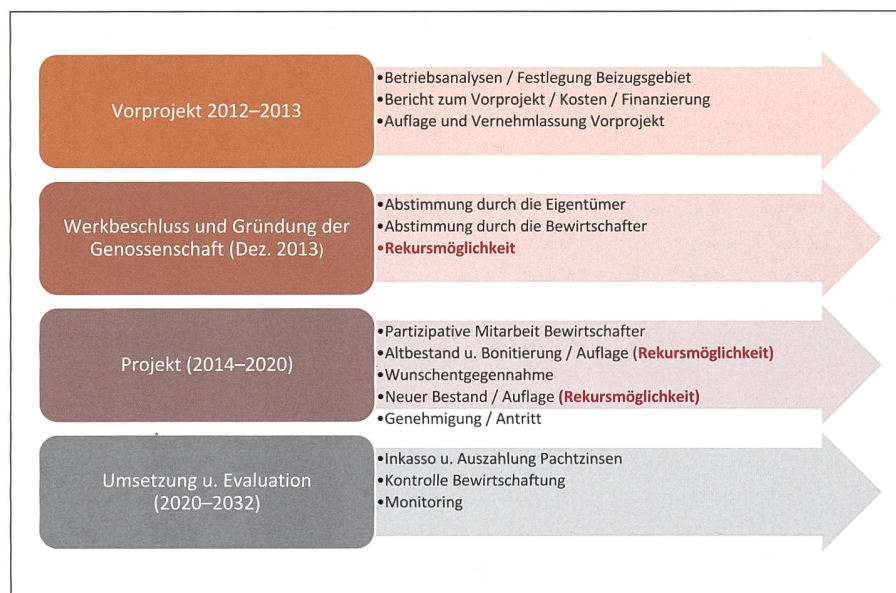 Vorprojekt 2012–2013
•Betriebsanalysen / Festlegung Beizugsgebiet
•Bericht zum Vorprojekt / Kosten / Finanzierung
•Auflage und Vernehmlassung Vorprojekt
Werkbeschluss und Gründung der
Genossenschaft (Dez. 2013)
•Abstimmung durch die Eigentümer
•Abstimmung durch die Bewirtschafter
•Rekursmöglichkeit
Projekt (2014–2020)
•Partizipative Mitarbeit Bewirtschafter
•Altbestand u. Bonitierung / Auflage (Rekursmöglichkeit)
•Wunschentgegennahme
•Neuer Bestand / Auflage (Rekursmöglichkeit)
•Genehmigung / Antritt
Umsetzung u. Evaluation
(2020–2032)
•Inkasso u. Auszahlung Pachtzinsen
•Kontrolle Bewirtschaftung
•Monitoring